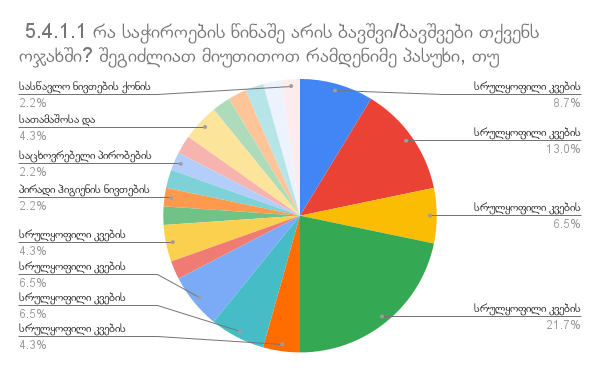 5.4.1.1 რა საჭიროების წინაშე არის ბავშვი/ბავშვები თქვენს
ოჯახში? შეგიძლიათ მიუთითოთ რამდენიმე პასუხი, თუ
სასწავლო ნივთების ქონის
2.2%
სათამაშოსა და
4.3%
საცხოვრებელი პირობების
2.2%
პირადი ჰიგიენის ნივთების
2.2%
სრულყოფილი კვების
4.3%
სრულყოფილი კვების
6.5%
სრულყოფილი კვების
6.5%
სრულყოფილი კვების
4.3%
სრულყოფილი კვების
8.7%
სრულყოფილი კვების
13.0%
სრულყოფილი კვების
6.5%
სრულყოფილი კვების
21.7%